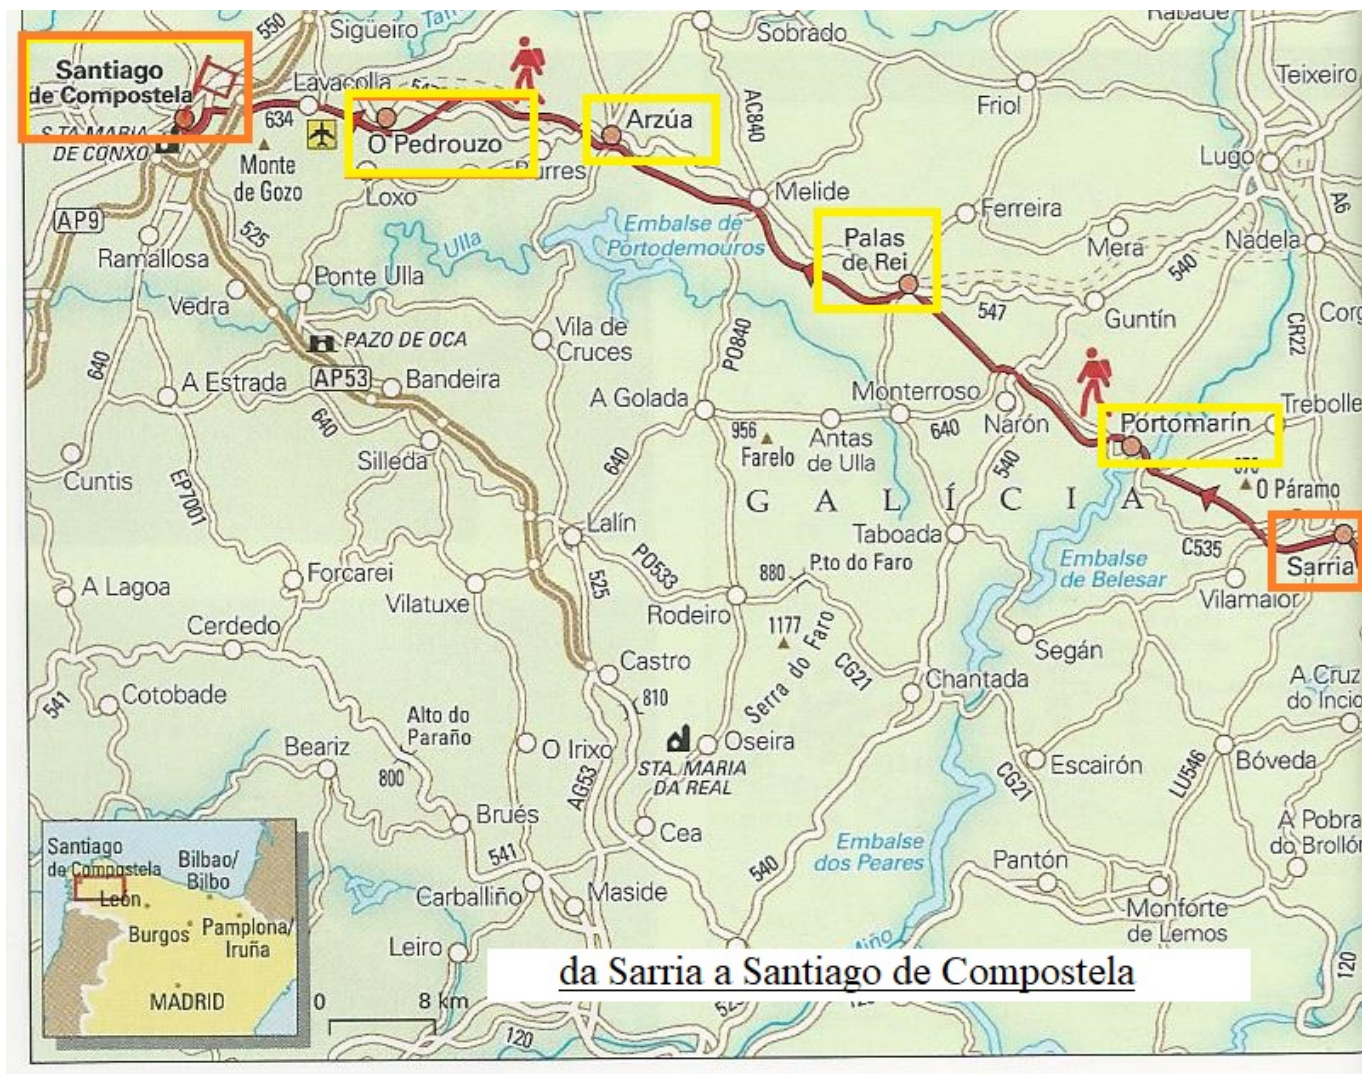 550
Sigüeiro
Sobrado
Santiago
de Compostela
Lavacolla
634
O Pedrouzo
Arzúa
AC840
Friol
Teixeiro
Lugo
A6
STA. MARIA
DE CONXO
Monte
de Gozo
Loxo
Melide
Ferreira
Mera
Nadela
AP9
525
Ulla
Embalse de
Portodemouros
Palas
de Rei
540
547
Guntín
CR22
Ramallosa
Vedra
Ponte Ulla
PAZO DE OCA
Vila de
Cruces
PO840
640
A Estrada
AP53
Bandeira
640
A Golada
Monterroso
Narón
Portomarín
956
Farelo
Antas
de Ulla
640
540
O Páramo
Cuntis
EP7001
Silleda
640
GALÍCIA
Lalín
Taboada
C535
Sarria
PO533
880
P.to do Faro
Embalse
de Belesar
Vilamaior
A Lagoa
Forcarei
Vilatuxe
525
Rodeiro
1177
Serra do Faro
CG21
Segán
Cerdedo
Castro
810
Chantada
541
Cotobade
Alto do
Paraño
800
Beariz
O Irixo
AG53
Oseira
STA. MARIA
DA REAL
Escairón
CG21
LU546
Bóveda
Brués
541
Cea
Embalse
dos Peares
540
Pantón
Carballiño
Maside
Monforte
de Lemos
Leiro
Miño
120
Santiago
de Compostela
Bilbao/
Bilbo
León
Burgos
Pamplona/
Iruña
MADRID
0 8 km
120
da Sarria a Santiago de Compostela